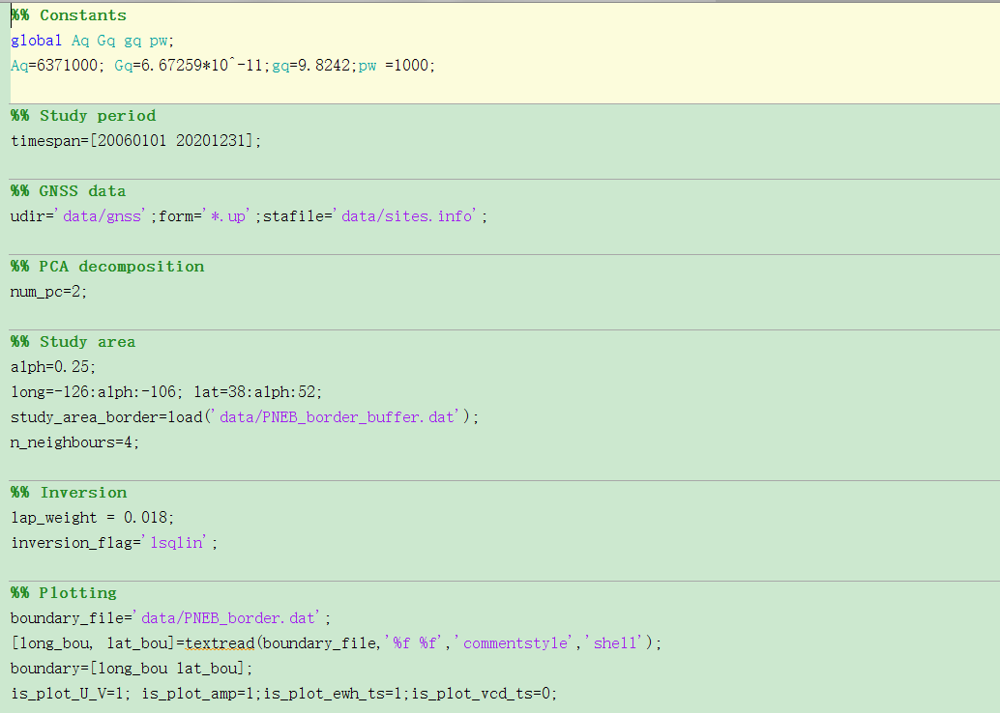 %% Constants
global Aq Gq gq pw;
Aq=6371000; Gq=6.67259*10^-11;gq=9.8242;pw =1000;
%% Study period
timespan=[20060101 20201231];
%% GNSS data
udir='data/gnss';form='*.up';stafile='data/sites.info';
%% PCA decomposition
num_pc=2;
%% Study area
alph=0.25;
long=-126:alph:-106; lat=38:alph:52;
study_area_border=load('data/PNEB_border_buffer.dat');
n_neighbours=4;
%% Inversion
lap_weight = 0.018;
inversion_flag='lsqlin';
%% Plotting
boundary_file='data/PNEB_border.dat';
[long_bou, lat_bou]=textread(boundary_file,'%f %f','commentstyle','shell');
boundary=[long_bou lat_bou];
is_plot_U_V=1; is_plot_amp=1;is_plot_ewh_ts=1;is_plot_vcd_ts=0;